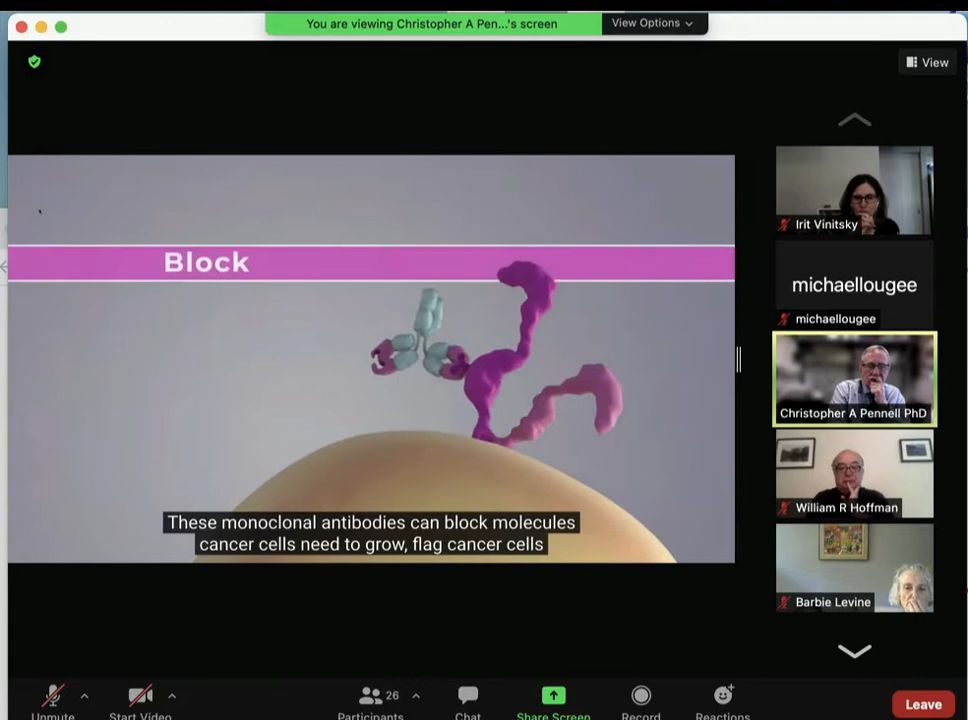 You are viewing Christopher A Pen...'s screen
View Options
View
Irit Vinitsky
michaellougee
michaellougee
Christopher A Pennell PhD
William R Hoffman
Barbie Levine
Block
These monoclonal antibodies can block molecules
cancer cells need to grow, flag cancer cells
Unmute
Start Video
26
Participants
Chat
Share Screen
Record
Reactions
Leave